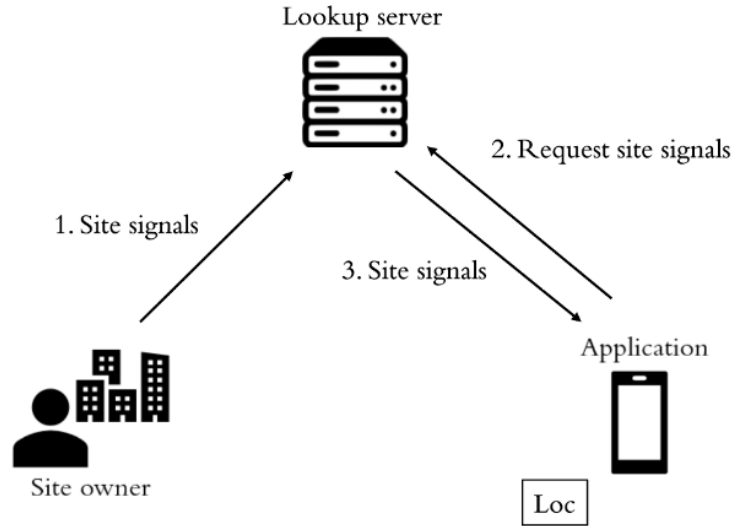 Lookup server
2. Request site signals
1. Site signals
3. Site signals
Application
Site owner
Loc